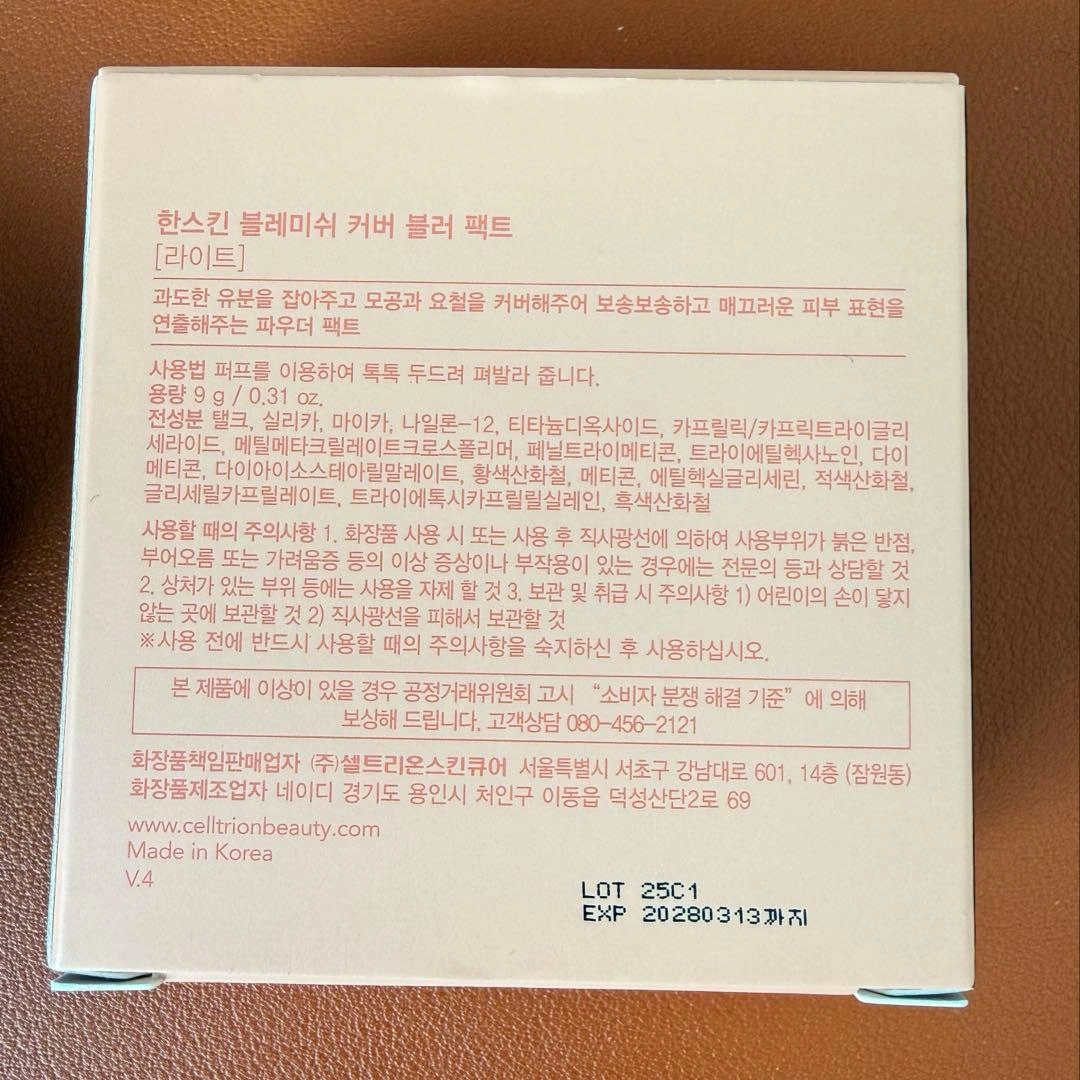 한스킨 블레미쉬 커버 블러 팩트
[라이트]
과도한 유분을 잡아주고 모공과 요철을 커버해주어 보송보송하고 매끄러운 피부 표현을
연출해주는 파우더 팩트
사용법 퍼프를 이용하여 톡톡 두드려 펴발라 줍니다.
용량 9 g / 0.31 oz.
전성분 탤크, 실리카, 마이카, 나일론-12, 티타늄디옥사이드, 카프릴릭/카프릭트라이글리
세라이드, 메틸메타크릴레이트크로스폴리머, 페닐트라이메티콘, 트라이에틸헥사노인, 다이
메티콘, 다이아이소스테아릴말레이트, 황색산화철, 메티콘, 에틸헥실글리세린, 적색산화철,
글리세릴카프릴레이트, 트라이에톡시카프릴릴실레인, 흑색산화철
사용할 때의 주의사항 1. 화장품 사용 시 또는 사용 후 직사광선에 의하여 사용부위가 붉은 반점,
부어오름 또는 가려움증 등의 이상 증상이나 부작용이 있는 경우에는 전문의 등과 상담할 것
2. 상처가 있는 부위 등에는 사용을 자제 할 것 3. 보관 및 취급 시 주의사항 1) 어린이의 손이 닿지
않는 곳에 보관할 것 2) 직사광선을 피해서 보관할 것
※사용 전에 반드시 사용할 때의 주의사항을 숙지하신 후 사용하십시오.
본 제품에 이상이 있을 경우 공정거래위원회 고시 “소비자 분쟁 해결 기준” 에 의해
보상해 드립니다. 고객상담 080-456-2121
화장품책임판매업자 (주)셀트리온스킨큐어 서울특별시 서초구 강남대로 601, 14층 (잠원동)
화장품제조업자 네이디 경기도 용인시 처인구 이동읍 덕성산단2로 69
www.celltrionbeauty.com
Made in Korea
V.4
LOT 25C1
EXP 20280313까지